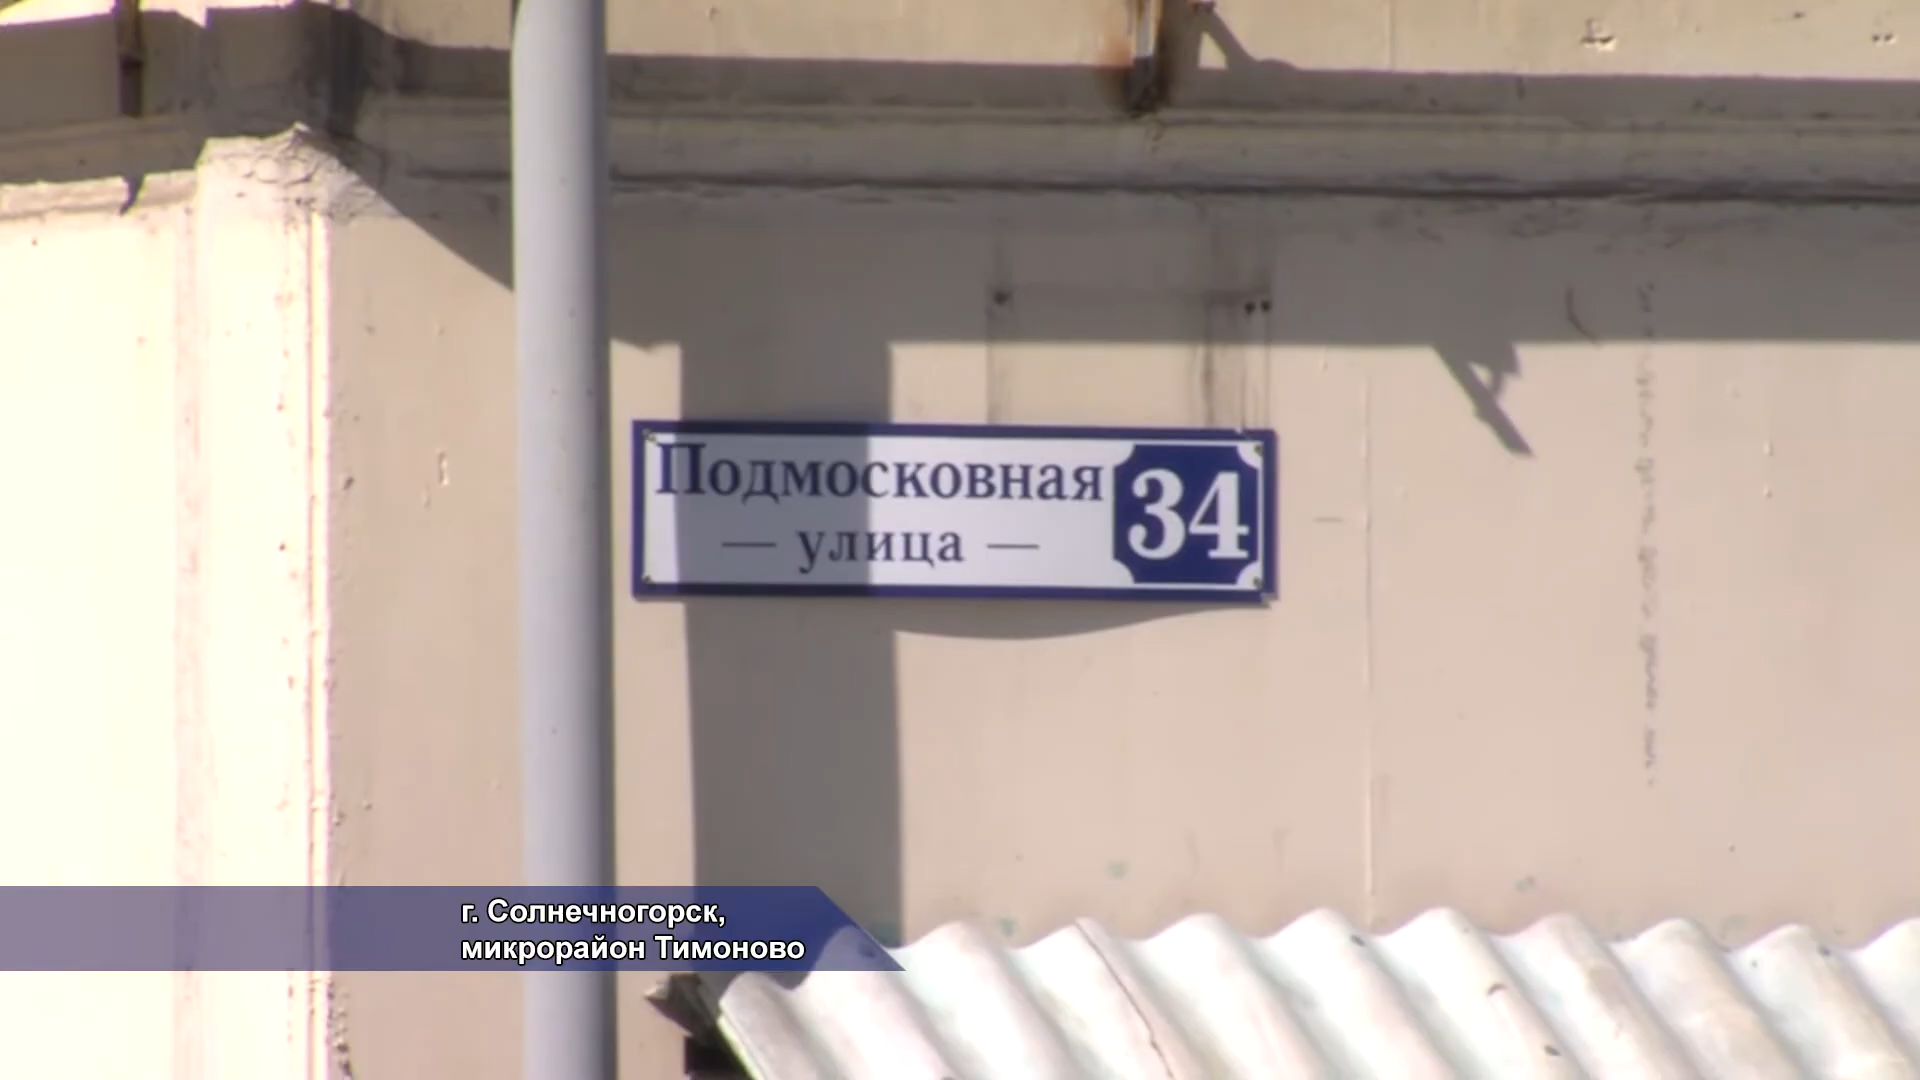 Подмосковная
— улица —
34
г. Солнечногорск,
микрорайон Тимоново